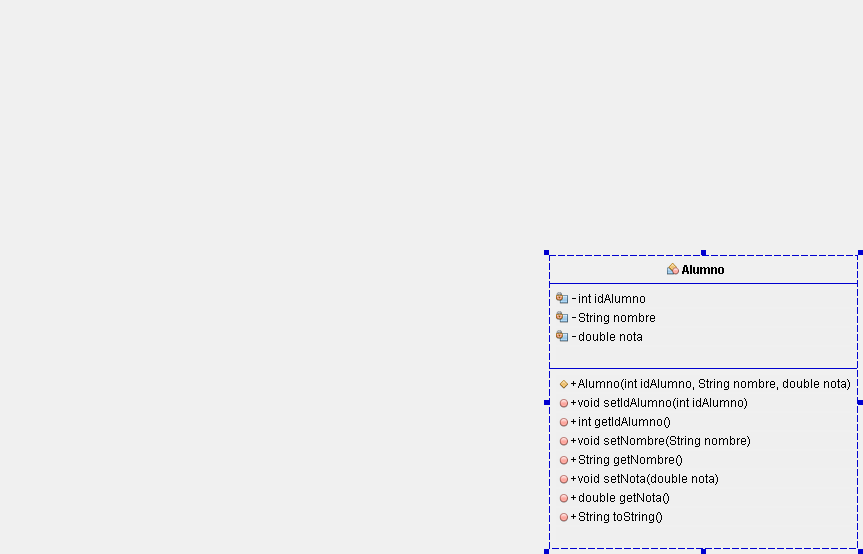 Alumno
- int idAlumno
- String nombre
- double nota
+ Alumno(int idAlumno, String nombre, double nota)
+ void setIdAlumno(int idAlumno)
+ int getIdAlumno()
+ void setNombre(String nombre)
+ String getNombre()
+ void setNota(double nota)
+ double getNota()
+ String toString()